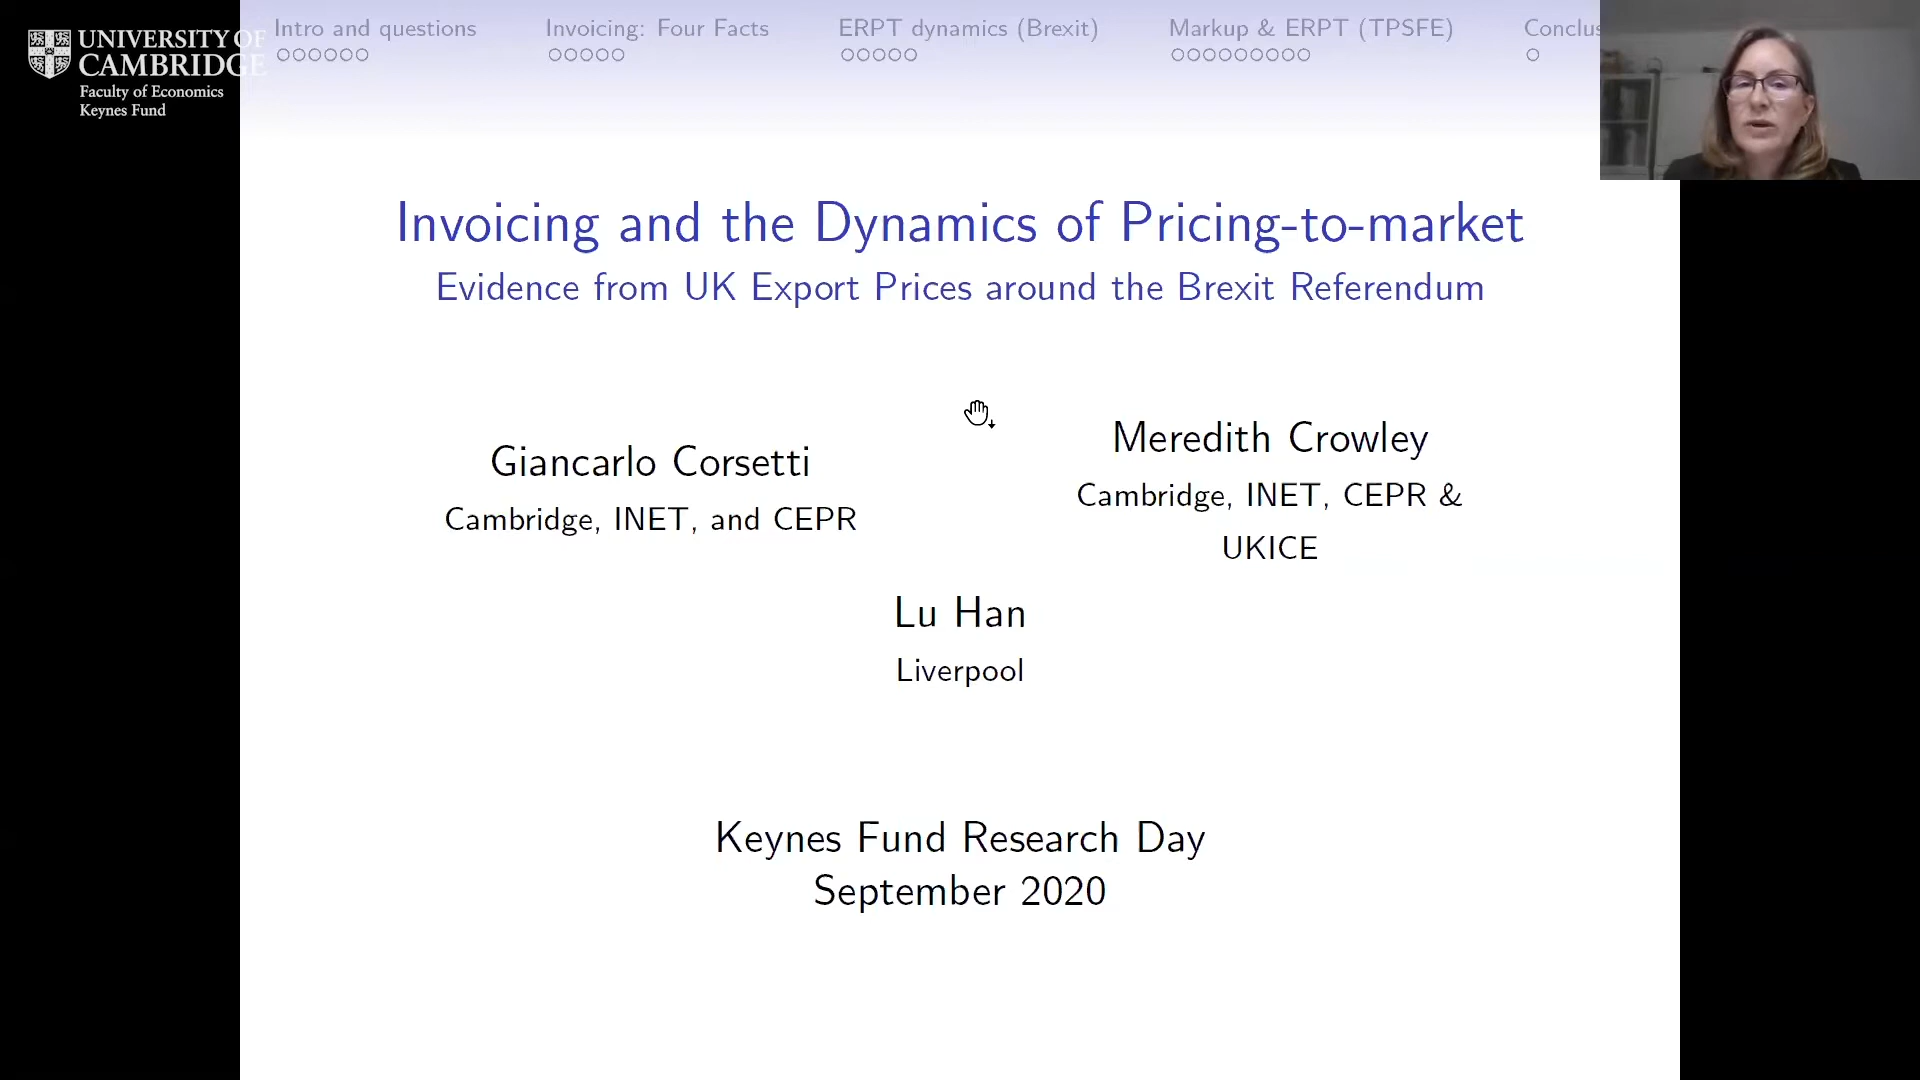 UNIVERSITY OF
CAMBRIDGE
Faculty of Economics
Keynes Fund
Intro and questions
Invoicing: Four Facts
ERPT dynamics (Brexit)
Markup & ERPT (TPSFE)
Conclus
Invoicing and the Dynamics of Pricing-to-market
Evidence from UK Export Prices around the Brexit Referendum
Giancarlo Corsetti
Cambridge, INET, and CEPR
Meredith Crowley
Cambridge, INET, CEPR &
UKICE
Lu Han
Liverpool
Keynes Fund Research Day
September 2020